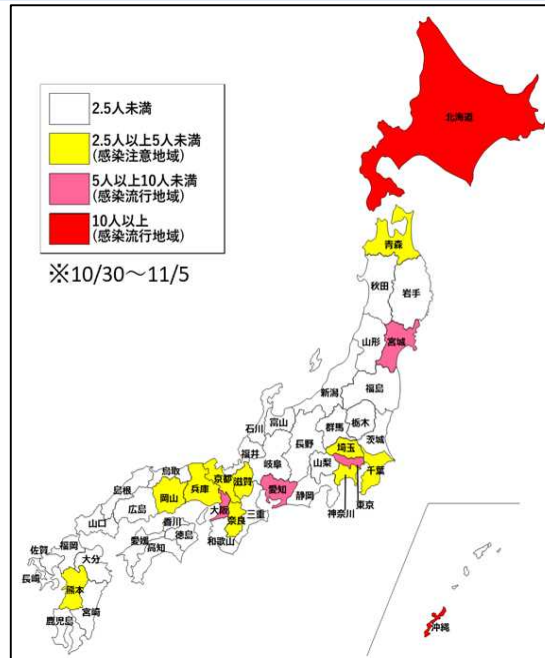 2.5人未満
2.5人以上5人未満
(感染注意地域)
5人以上10人未満
(感染流行地域)
10人以上
(感染流行地域)
※10/30～11/5
北海道
青森
秋田
岩手
山形
宮城
新潟
福島
石川
富山
群馬
栃木
福井
岐阜
長野
茨城
埼玉
山梨
千葉
鳥取
兵庫
京都
滋賀
愛知
静岡
東京
神奈川
島根
岡山
広島
大阪
奈良
三重
山口
香川
徳島
和歌山
愛媛
高知
佐賀
福岡
大分
長崎
熊本
宮崎
鹿児島
沖縄